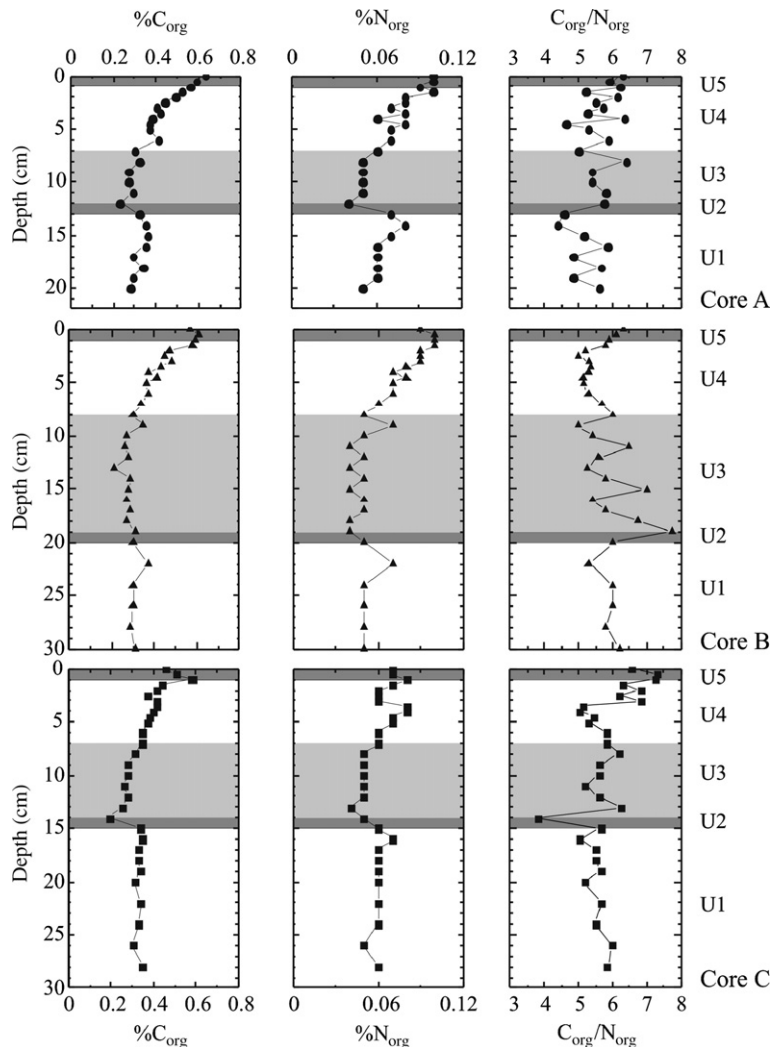 %Corg %Norg Corg/Norg
0 0.2 0.4 0.6 0.8 0 0.06 0.12 3 4 5 6 7 8
0
5
10
15
20
Depth (cm)
U5
U4
U3
U2
U1
Core A
0
5
10
15
20
25
30
Depth (cm)
U5
U4
U3
U2
U1
Core B
0
5
10
15
20
25
30
Depth (cm)
U5
U4
U3
U2
U1
Core C
0 0.2 0.4 0.6 0.8 0 0.06 0.12 3 4 5 6 7 8
%Corg %Norg Corg/Norg